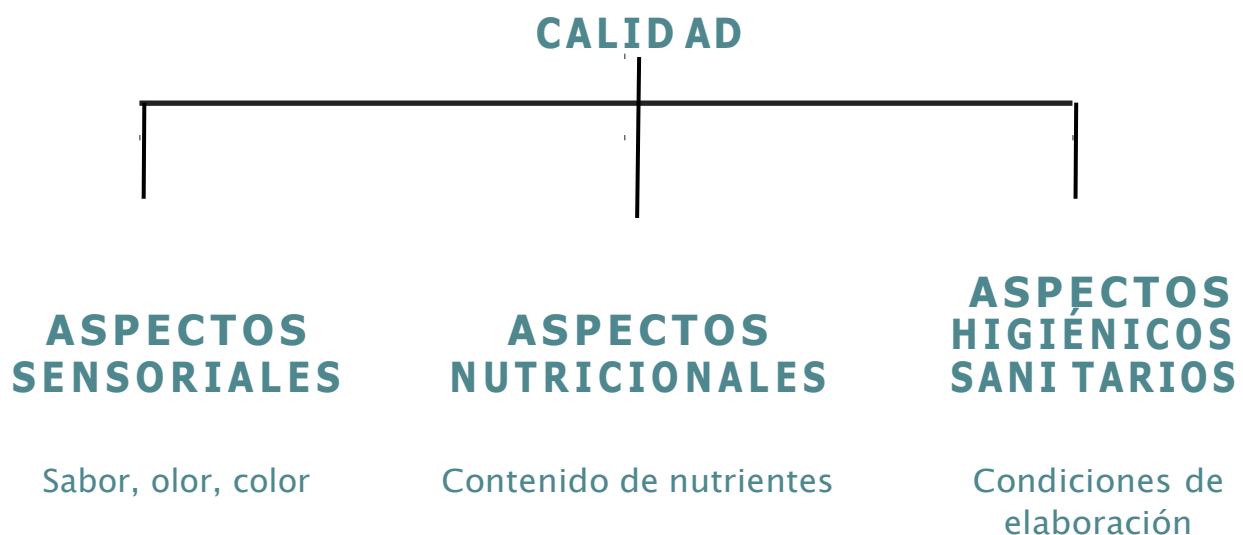 CALIDAD
ASPECTOS
SENSORIALES
Sabor, olor, color
ASPECTOS
NUTRICIONALES
Contenido de nutrientes
ASPECTOS
HIGIÉNICOS
SANITARIOS
Condiciones de
elaboración